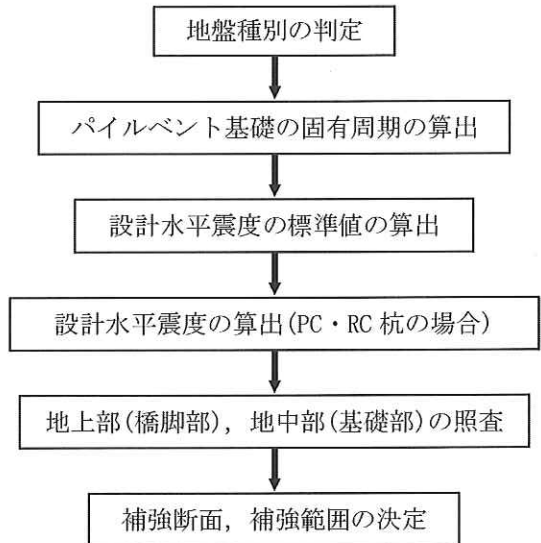 地盤種別の判定
パイルベント基礎の固有周期の算出
設計水平震度の標準値の算出
設計水平震度の算出(PC・RC 杭の場合)
地上部(橋脚部)，地中部(基礎部)の照査
補強断面，補強範囲の決定